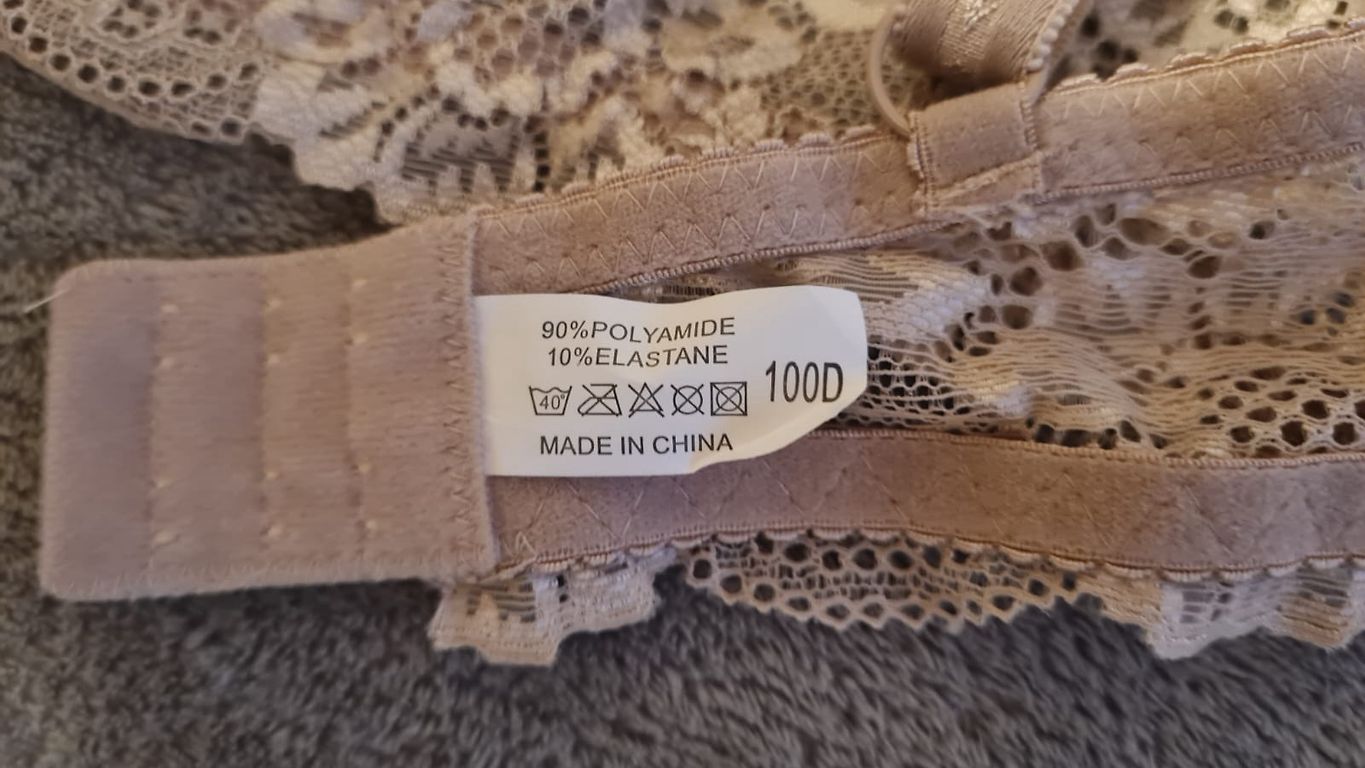 90%POLYAMIDE
10%ELASTANE
40°
100D
MADE IN CHINA